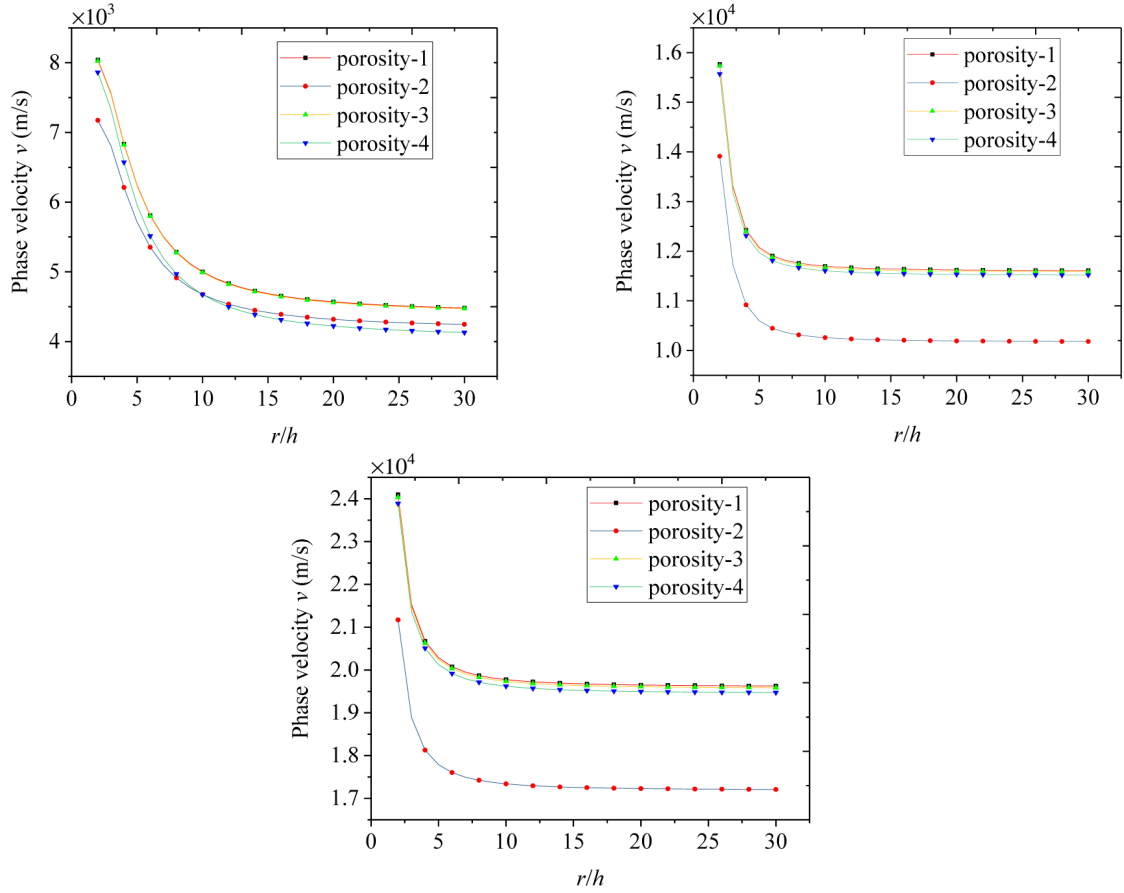 ×10³
8
7
6
5
4
Phase velocity v (m/s)
porosity-1
porosity-2
porosity-3
porosity-4
0 5 10 15 20 25 30
r/h
×10⁴
1.6
1.5
1.4
1.3
1.2
1.1
1.0
Phase velocity v (m/s)
porosity-1
porosity-2
porosity-3
porosity-4
0 5 10 15 20 25 30
r/h
×10⁴
2.4
2.3
2.2
2.1
2.0
1.9
1.8
1.7
Phase velocity v (m/s)
porosity-1
porosity-2
porosity-3
porosity-4
0 5 10 15 20 25 30
r/h